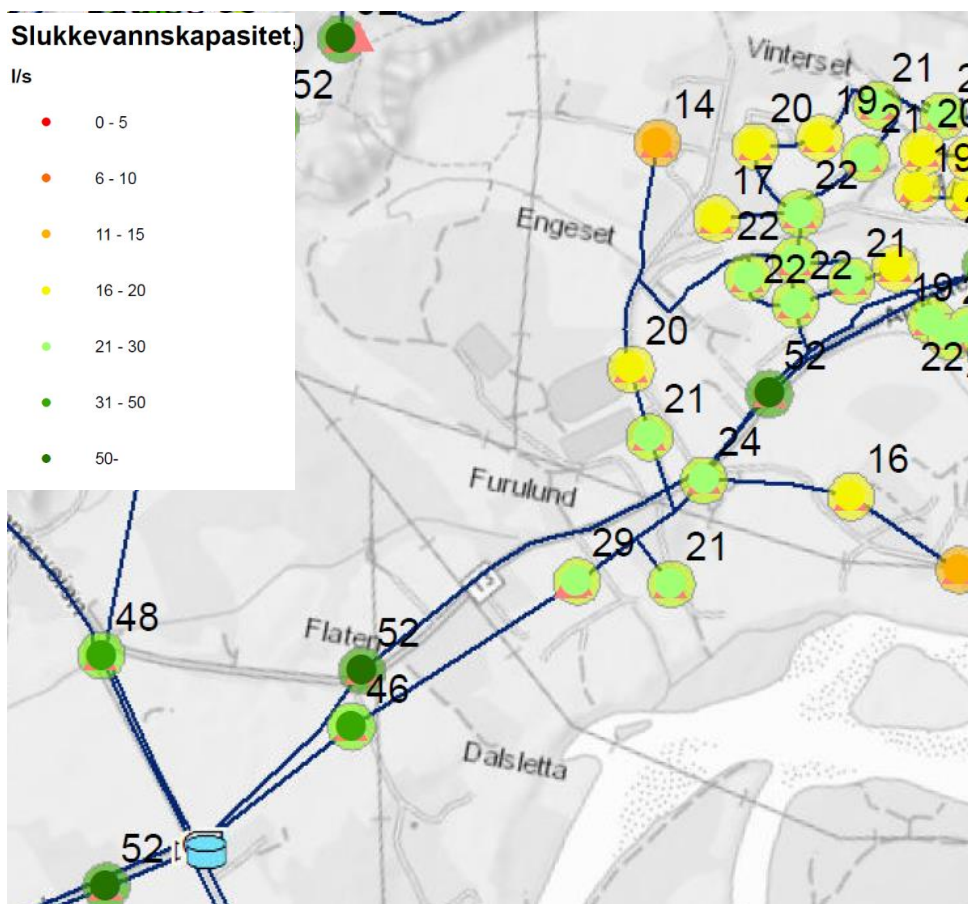 Slukkevannskapasitet
l/s
0 - 5
6 - 10
11 - 15
16 - 20
21 - 30
31 - 50
50-
52
Vinterset
21
14
20
19
21
20
19
17
22
Engeset
22
22
22
21
19
20
52
22
21
24
16
Furulund
29
21
48
Flaten
52
46
Dalsletta
52